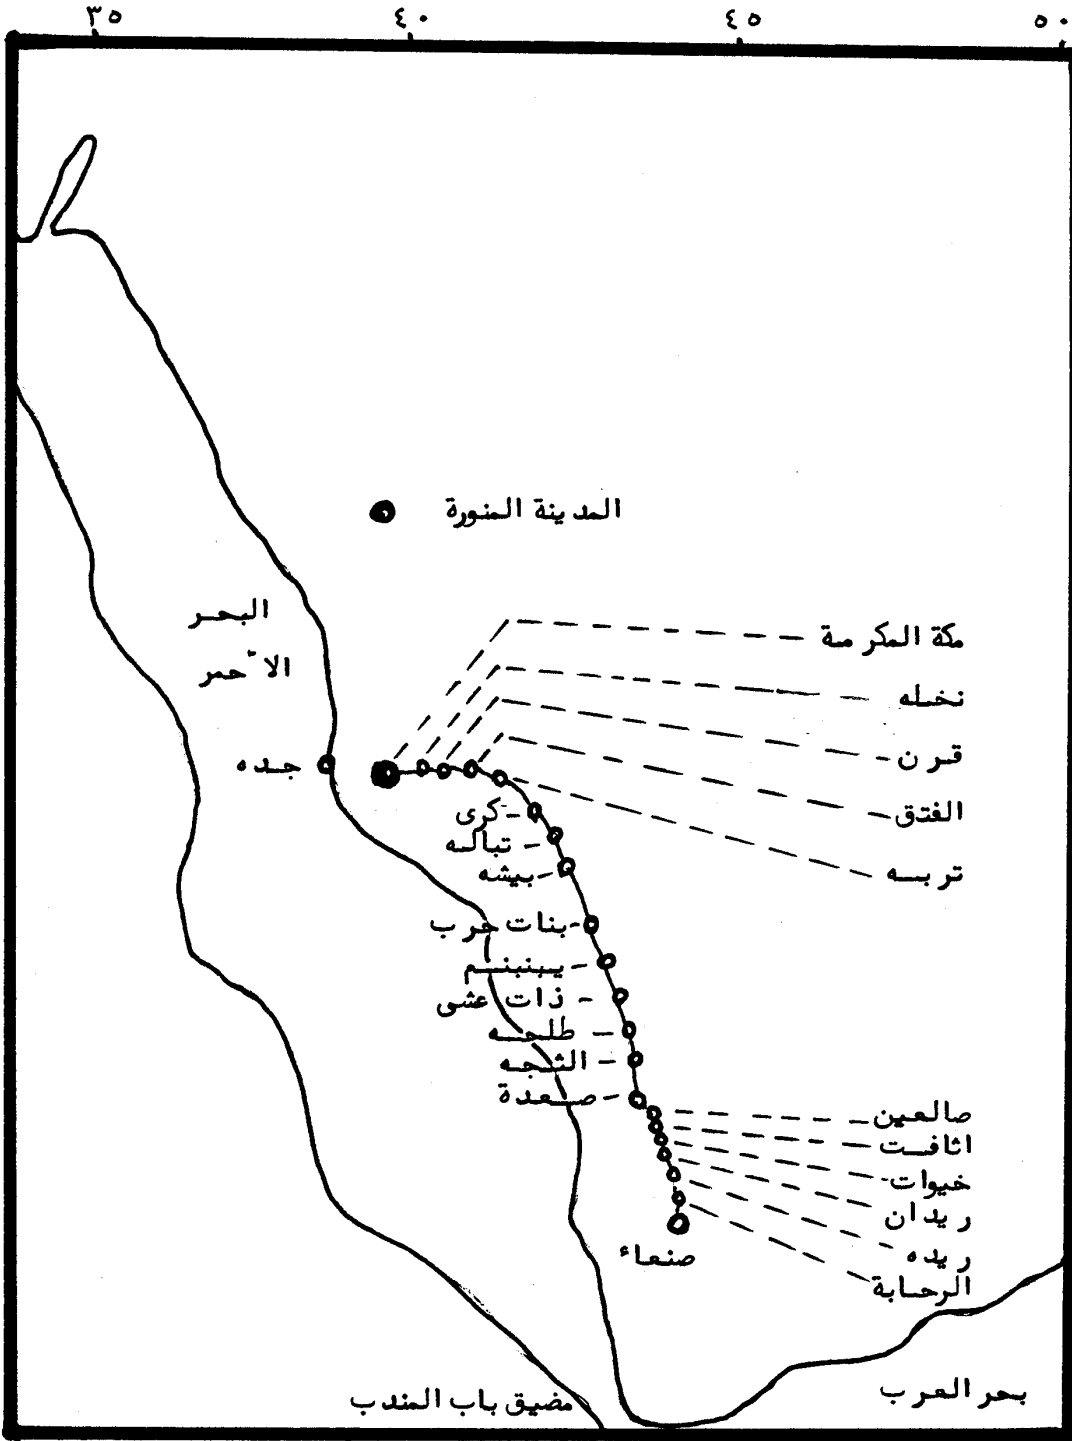 ٣٥
٤٠
٤٥
٥٠
المدينة المنورة
البحر
الأحمر
مكة المكرمة
نخله
قرن
جده
الفتق
كرى
تباله
تربه
بيشه
بنات حرب
يبنبنم
ذات عشى
طلحه
الثجه
صعدة
صالعين
اثافت
خيوات
ريدان
صنعاء
ريده
الرحابة
بحر العرب
مضيق باب المندب